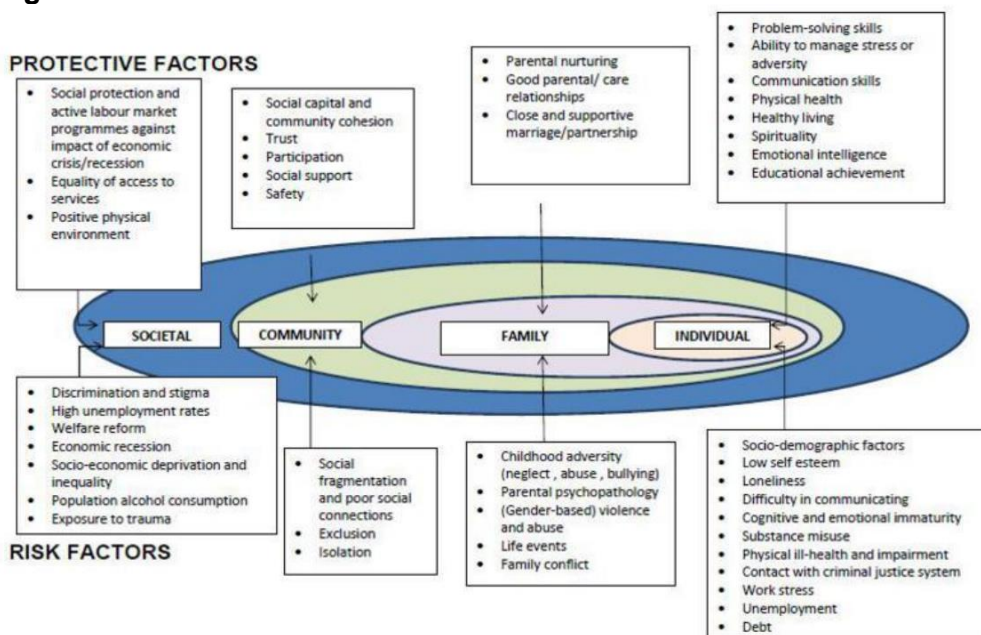 PROTECTIVE FACTORS
• Social protection and
active labour market
programmes against
impact of economic
crisis/recession
• Equality of access to
services
• Positive physical
environment
• Social capital and
community cohesion
• Trust
• Participation
• Social support
• Safety
• Parental nurturing
• Good parental/ care
relationships
• Close and supportive
marriage/partnership
• Problem-solving skills
• Ability to manage stress or
adversity
• Communication skills
• Physical health
• Healthy living
• Spirituality
• Emotional intelligence
• Educational achievement
SOCIETAL
COMMUNITY
FAMILY
INDIVIDUAL
• Discrimination and stigma
• High unemployment rates
• Welfare reform
• Economic recession
• Socio-economic deprivation and
inequality
• Population alcohol consumption
• Exposure to trauma
• Social
fragmentation
and poor social
connections
• Exclusion
• Isolation
• Childhood adversity
(neglect , abuse , bullying)
• Parental psychopathology
• (Gender-based) violence
and abuse
• Life events
• Family conflict
• Socio-demographic factors
• Low self esteem
• Loneliness
• Difficulty in communicating
• Cognitive and emotional immaturity
• Substance misuse
• Physical ill-health and impairment
• Contact with criminal justice system
• Work stress
• Unemployment
• Debt
RISK FACTORS